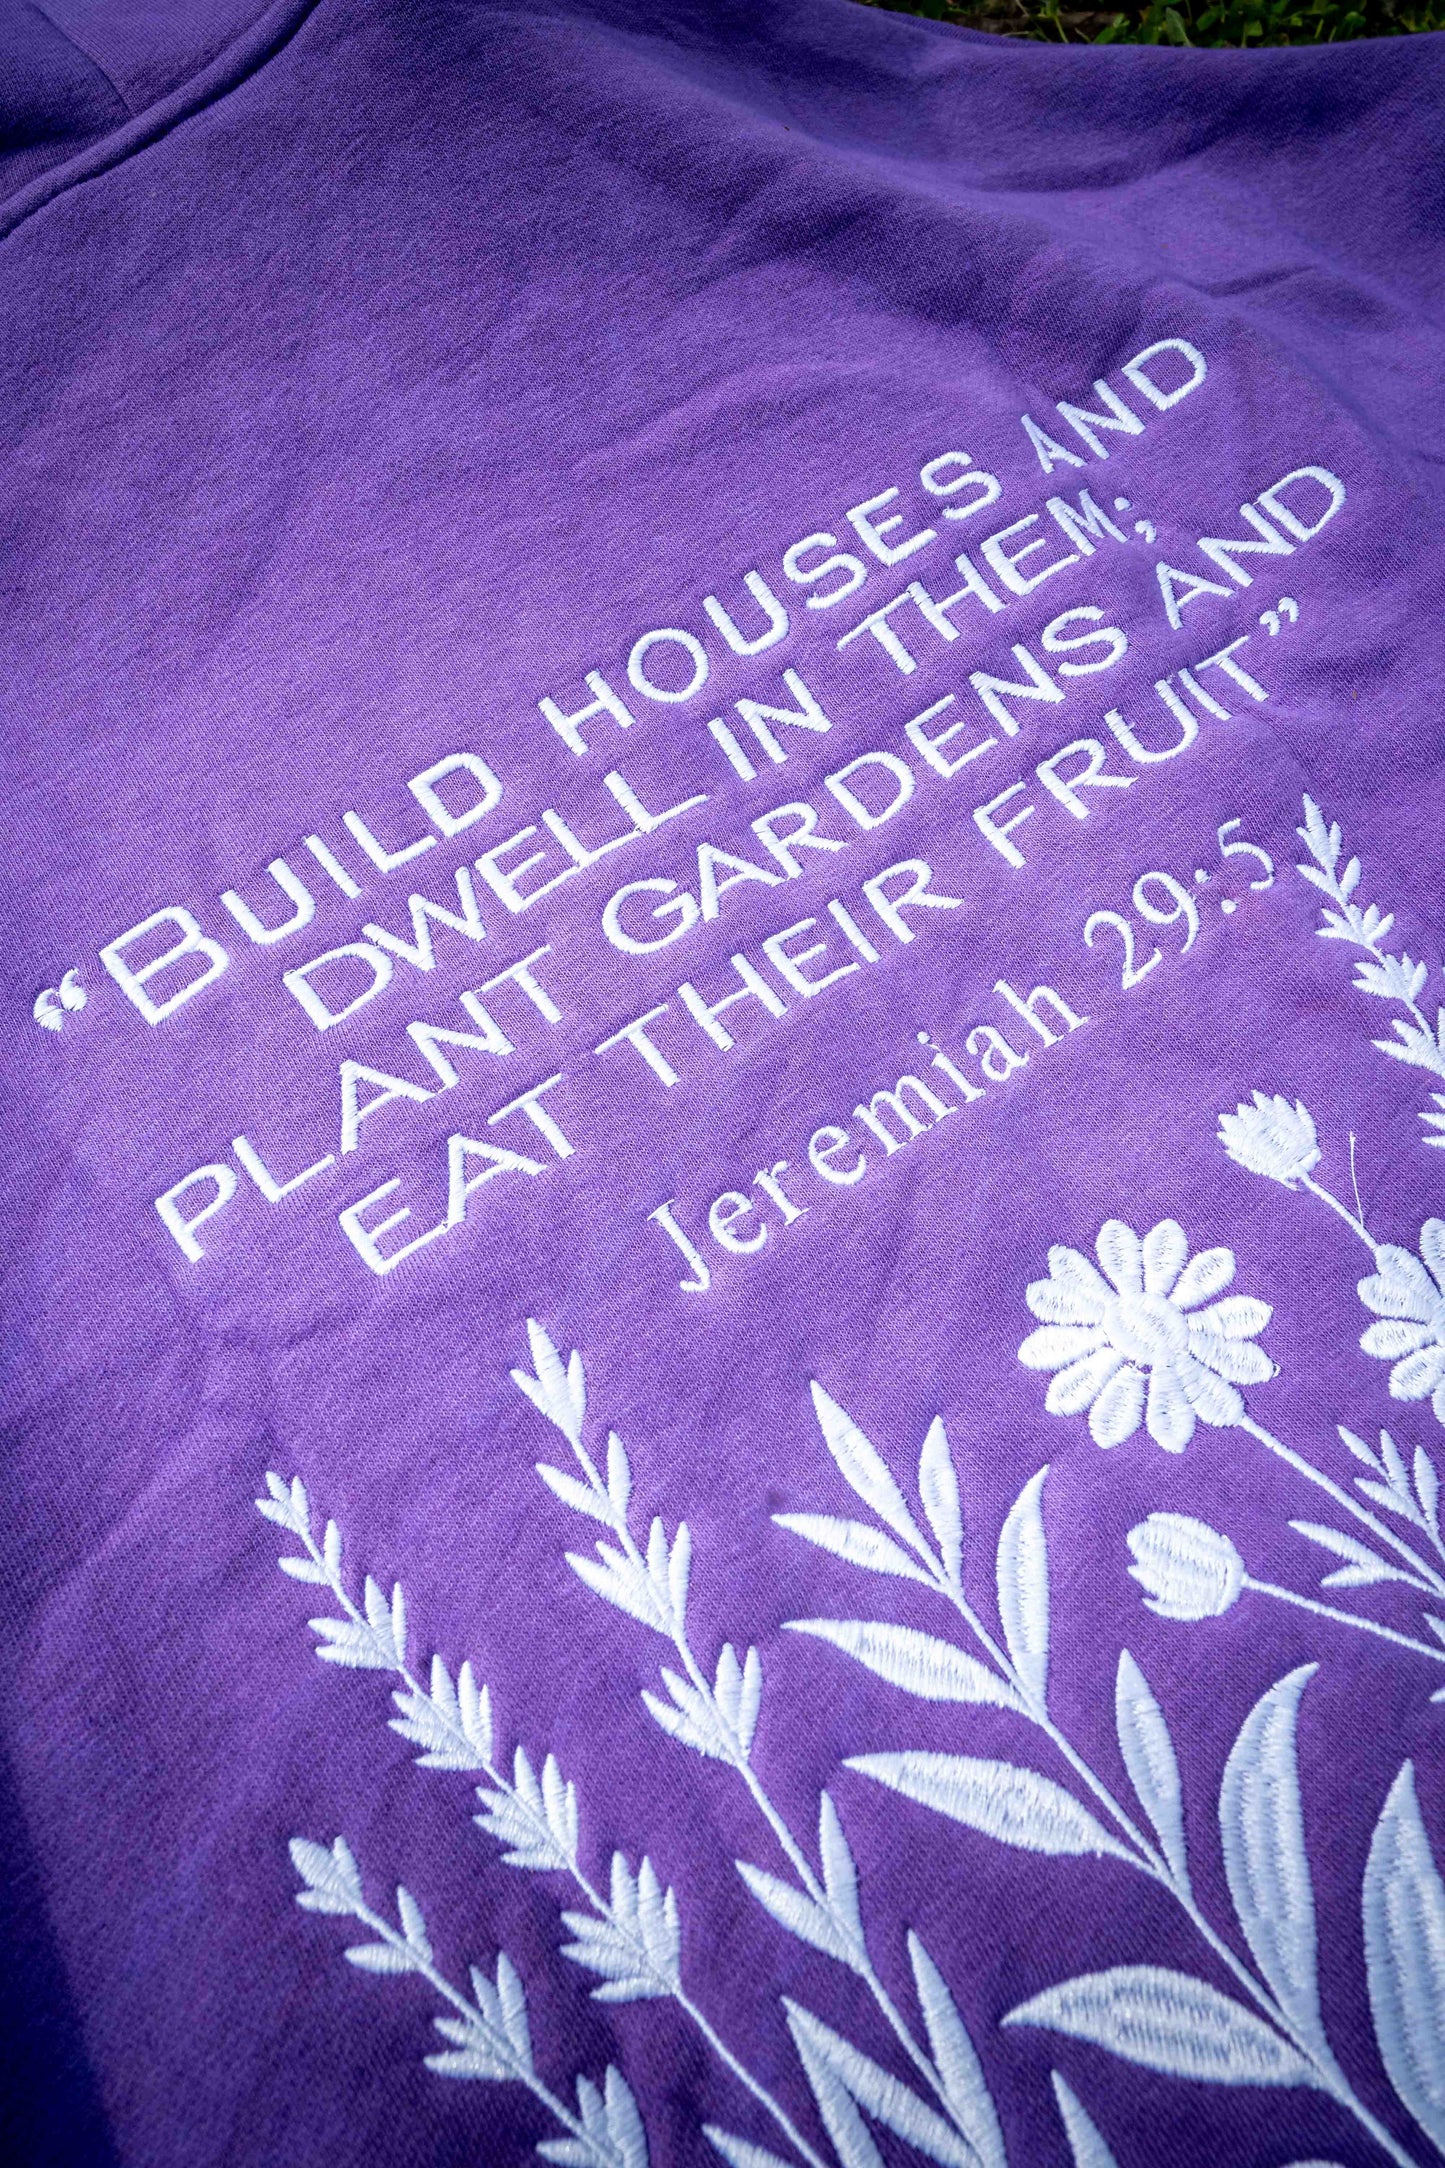 “BUILD HOUSES AND
DWELL IN THEM;
PLANT GARDENS AND
EAT THEIR FRUIT”
Jeremiah 29:5